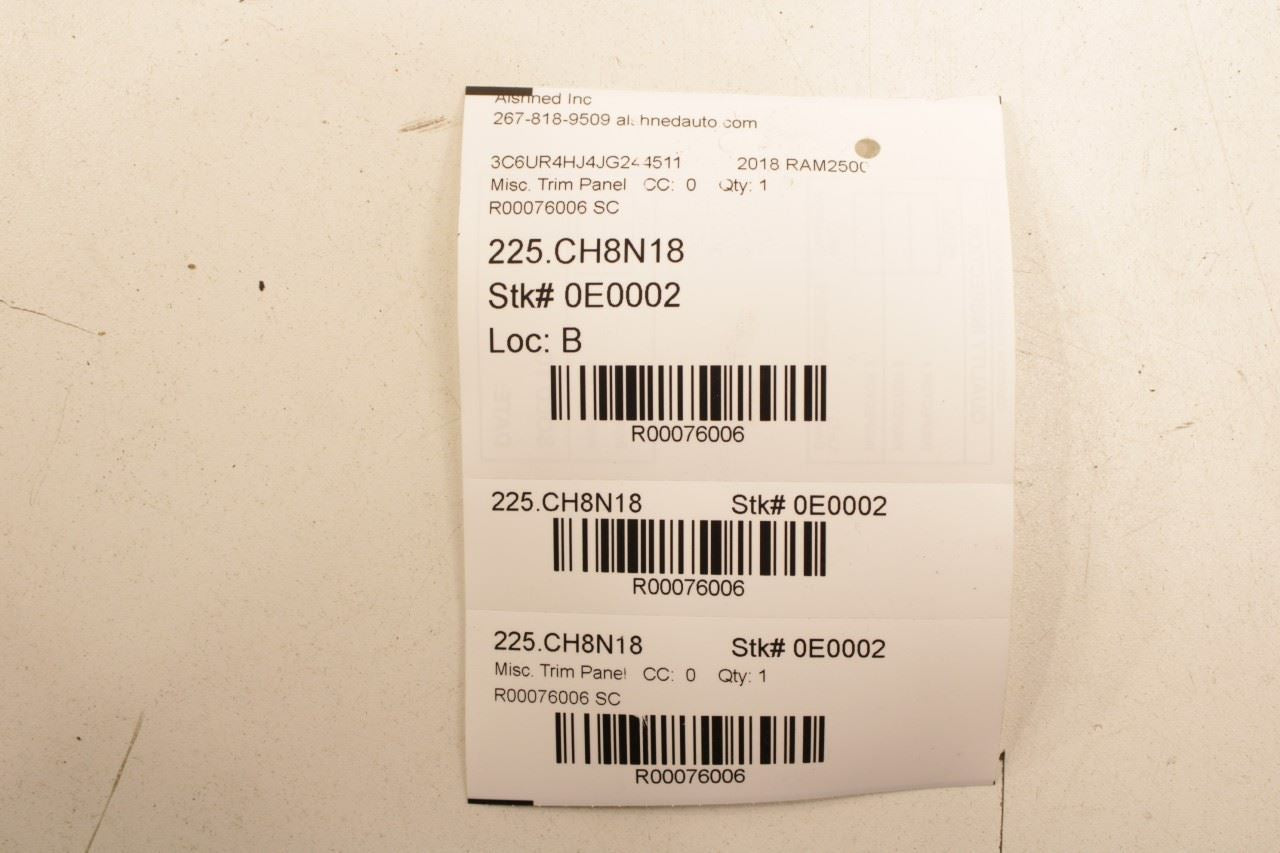 Alshned Inc
267-818-9509 alshnedauto.com
3C6UR4HJ4JG244511 2018 RAM2500
Misc. Trim Panel CC: 0 Qty: 1
R00076006 SC
225.CH8N18
Stk# 0E0002
Loc: B
R00076006
225.CH8N18 Stk# 0E0002
R00076006
225.CH8N18 Stk# 0E0002
Misc. Trim Panel CC: 0 Qty: 1
R00076006 SC
R00076006